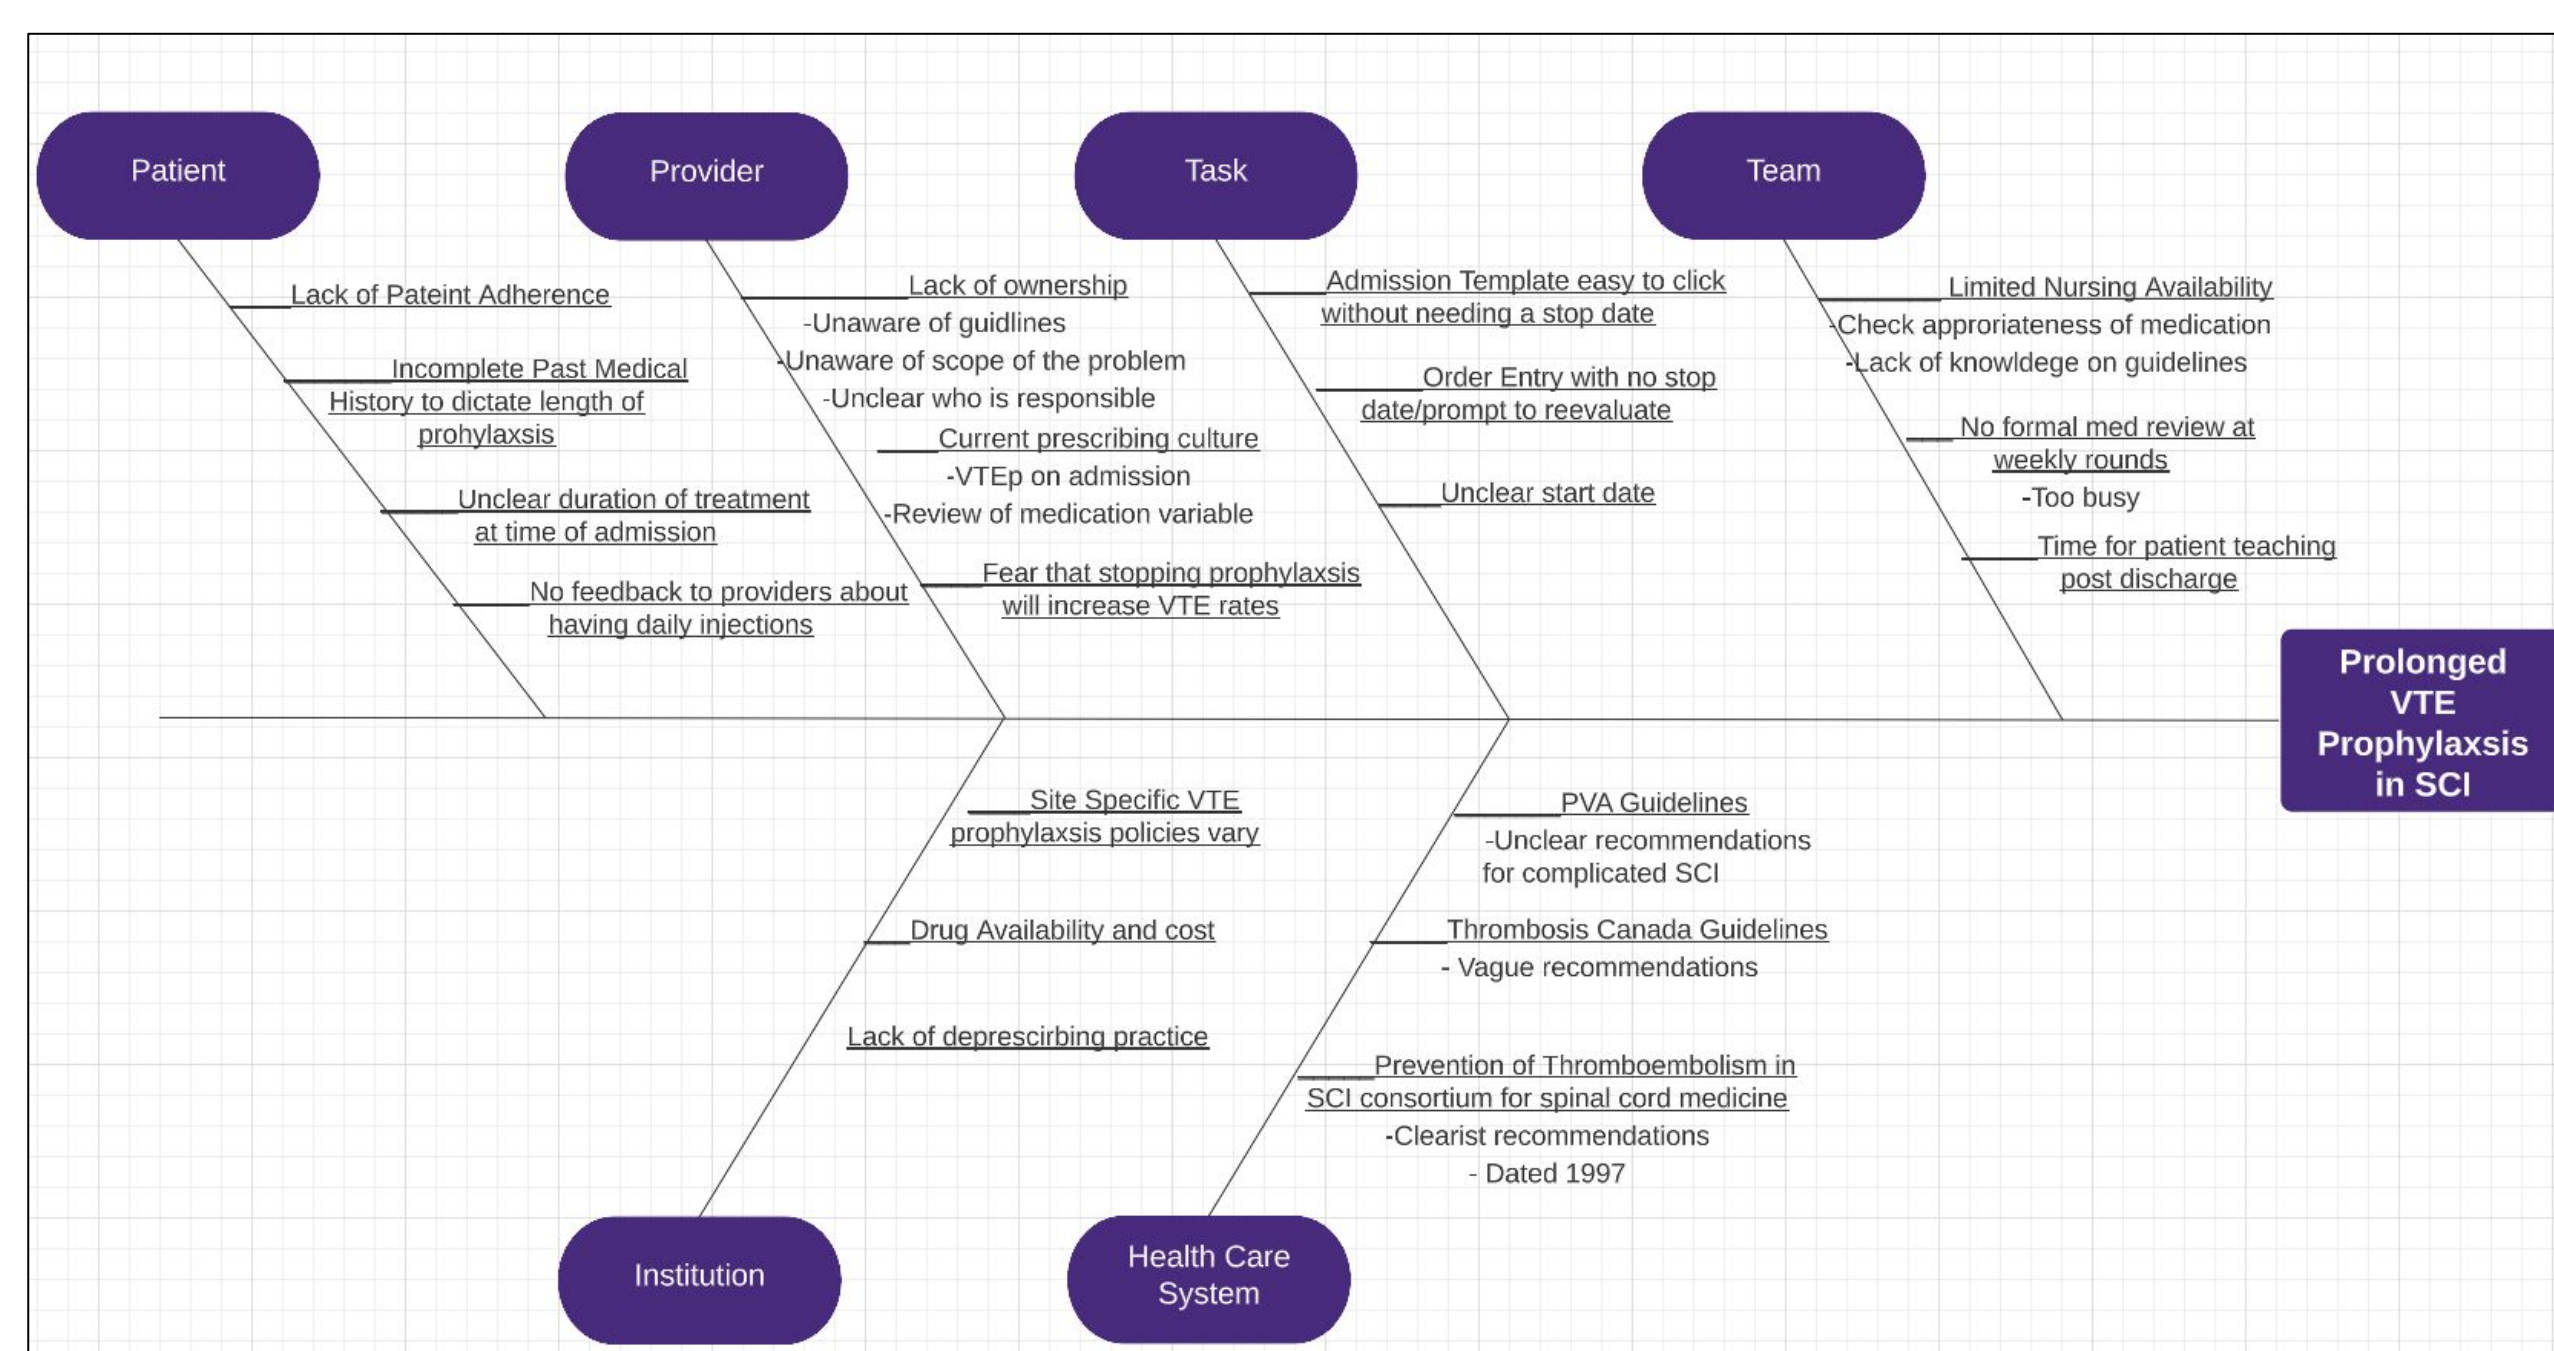 Patient
Lack of Pateint Adherence
Incomplete Past Medical
History to dictate length of
prohylaxsis
Unclear duration of treatment
at time of admission
No feedback to providers about
having daily injections
Provider
Lack of ownership
-Unaware of guidlines
-Unaware of scope of the problem
-Unclear who is responsible
Current prescribing culture
-VTEp on admission
-Review of medication variable
Fear that stopping prophylaxsis
will increase VTE rates
Task
Admission Template easy to click
without needing a stop date
Order Entry with no stop
date/prompt to reevaluate
Unclear start date
Team
Limited Nursing Availability
-Check approriateness of medication
-Lack of knowldege on guidelines
No formal med review at
weekly rounds
-Too busy
Time for patient teaching
post discharge
Prolonged
VTE
Prophylaxsis
in SCI
Site Specific VTE
prophylaxsis policies vary
Drug Availability and cost
Lack of deprescirbing practice
Institution
PVA Guidelines
-Unclear recommendations
for complicated SCI
Thrombosis Canada Guidelines
- Vague recommendations
Prevention of Thromboembolism in
SCI consortium for spinal cord medicine
-Clearist recommendations
- Dated 1997
Health Care
System